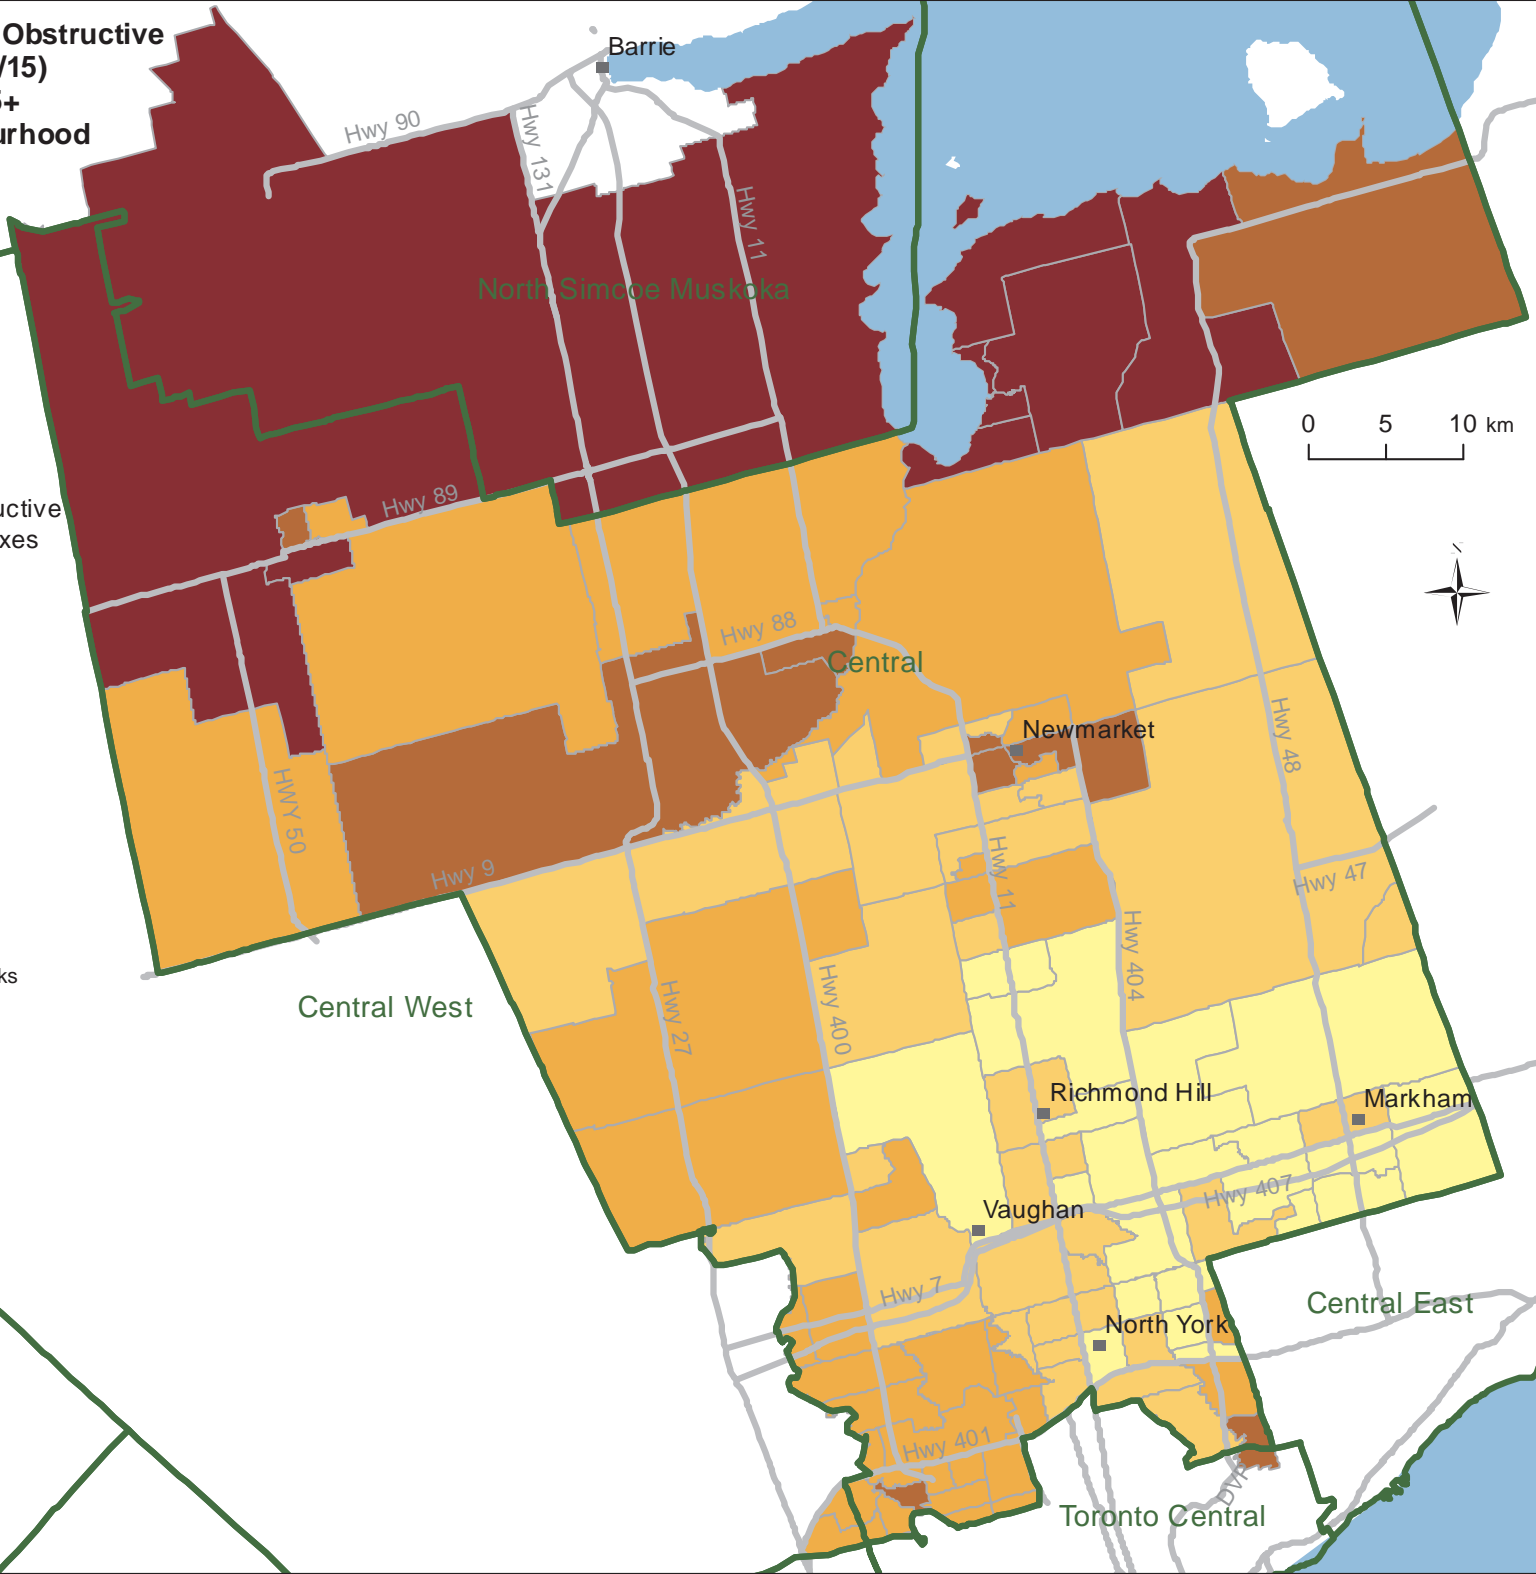 Obstructive
/15)
5+
urhood
Barrie
Hwy 90
Hwy 131
Hwy 11
North Simcoe Muskoka
0 5 10 km
Hwy 89
uctive
xes
N
Hwy 88
Central
Newmarket
Hwy 48
HWY 50
Hwy 9
Hwy 11
Hwy 47
Hwy 404
ks
Central West
Hwy 27
Hwy 400
Richmond Hill
Markham
Hwy 407
Vaughan
Hwy 7
Central East
North York
Hwy 401
DVP
Toronto Central